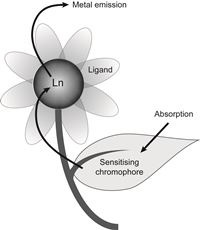 Metal emission
Ligand
Ln
Absorption
Sensitising
chromophore